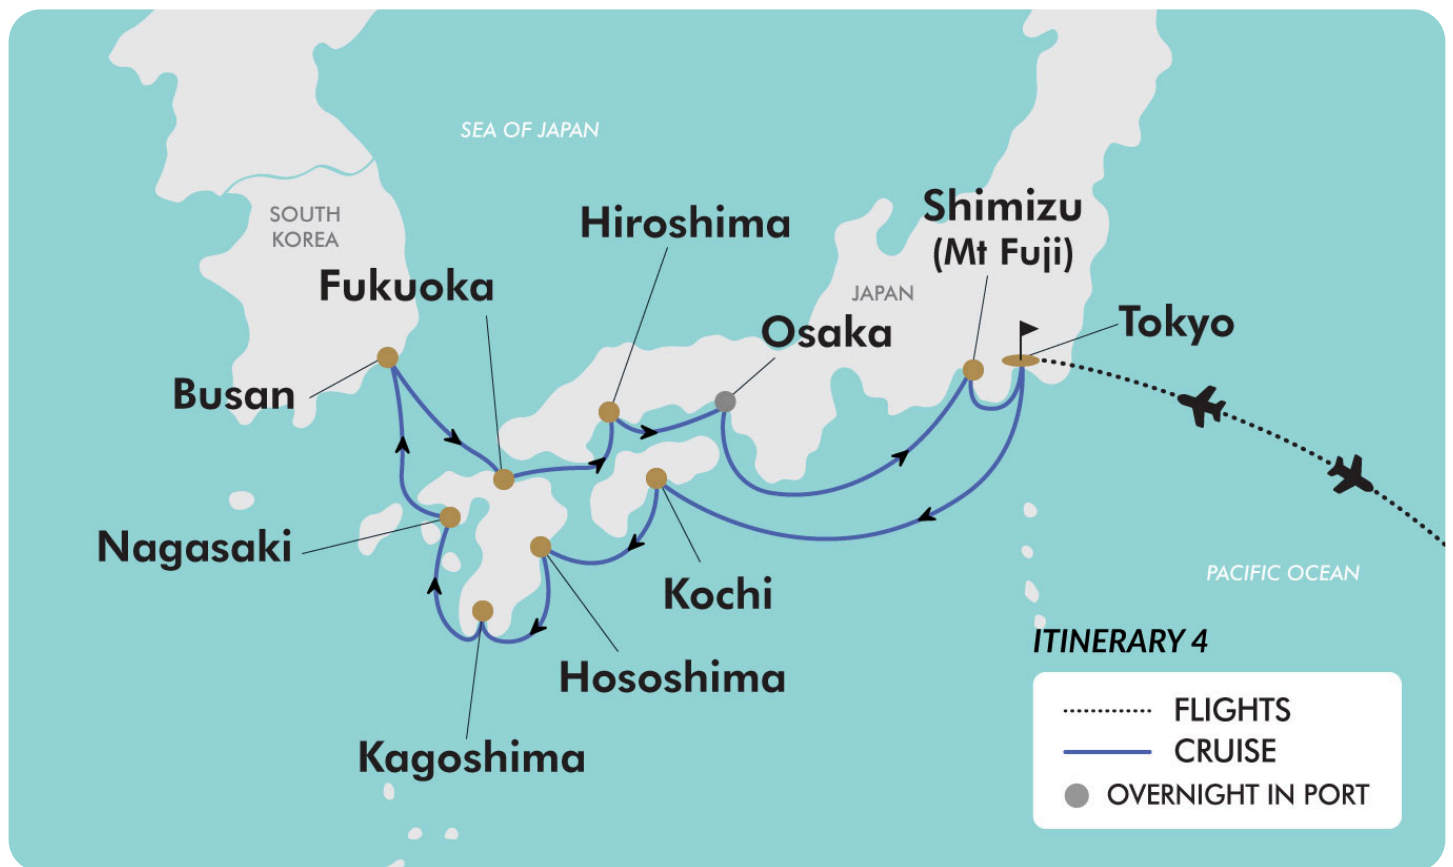 SEA OF JAPAN
SOUTH
KOREA
Hiroshima
Shimizu
(Mt Fuji)
Fukuoka
JAPAN
Osaka
Tokyo
Busan
Nagasaki
Kochi
PACIFIC OCEAN
Hososhima
Kagoshima
ITINERARY 4
FLIGHTS
CRUISE
OVERNIGHT IN PORT